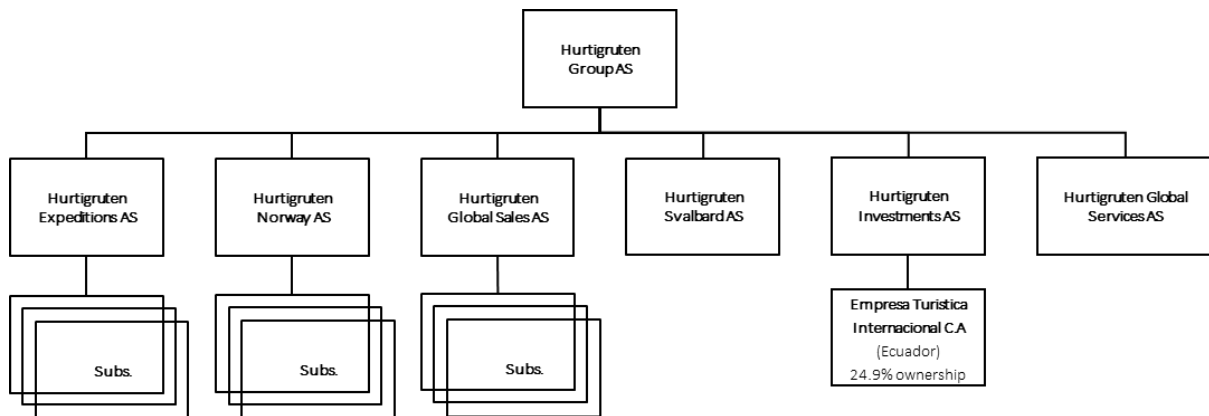 Hurtigruten
Group AS
Hurtigruten
Expeditions AS
Hurtigruten
Norway AS
Hurtigruten
Global Sales AS
Hurtigruten
Svalbard AS
Hurtigruten
Investments AS
Hurtigruten Global
Services AS
Subs.
Subs.
Subs.
Empresa Turistica
Internacional C.A
(Ecuador)
24.9% ownership